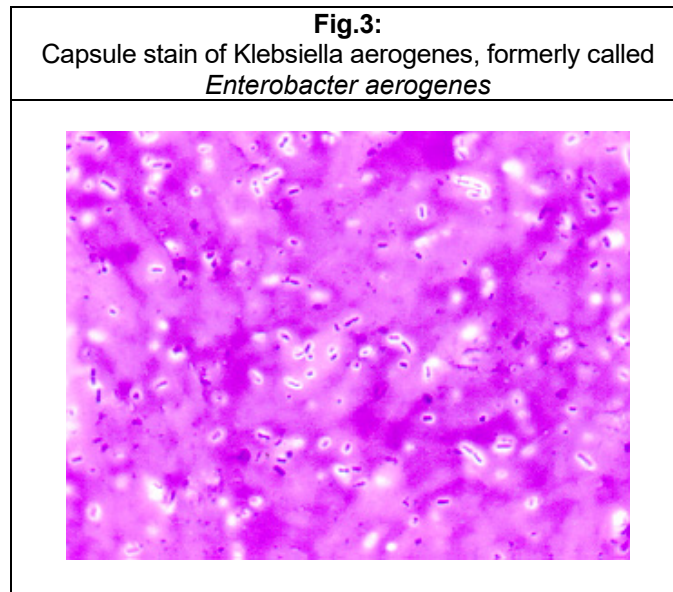 Fig.3:
Capsule stain of Klebsiella aerogenes, formerly called
Enterobacter aerogenes